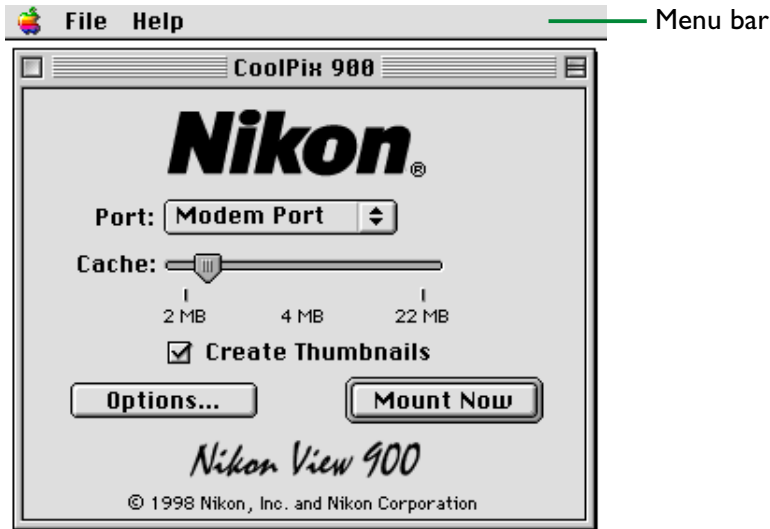 File Help
Menu bar
CoolPix 900
Nikon®
Port: Modem Port
Cache:
2 MB 4 MB 22 MB
Create Thumbnails
Options... Mount Now
Nikon View 900
© 1998 Nikon, Inc. and Nikon Corporation